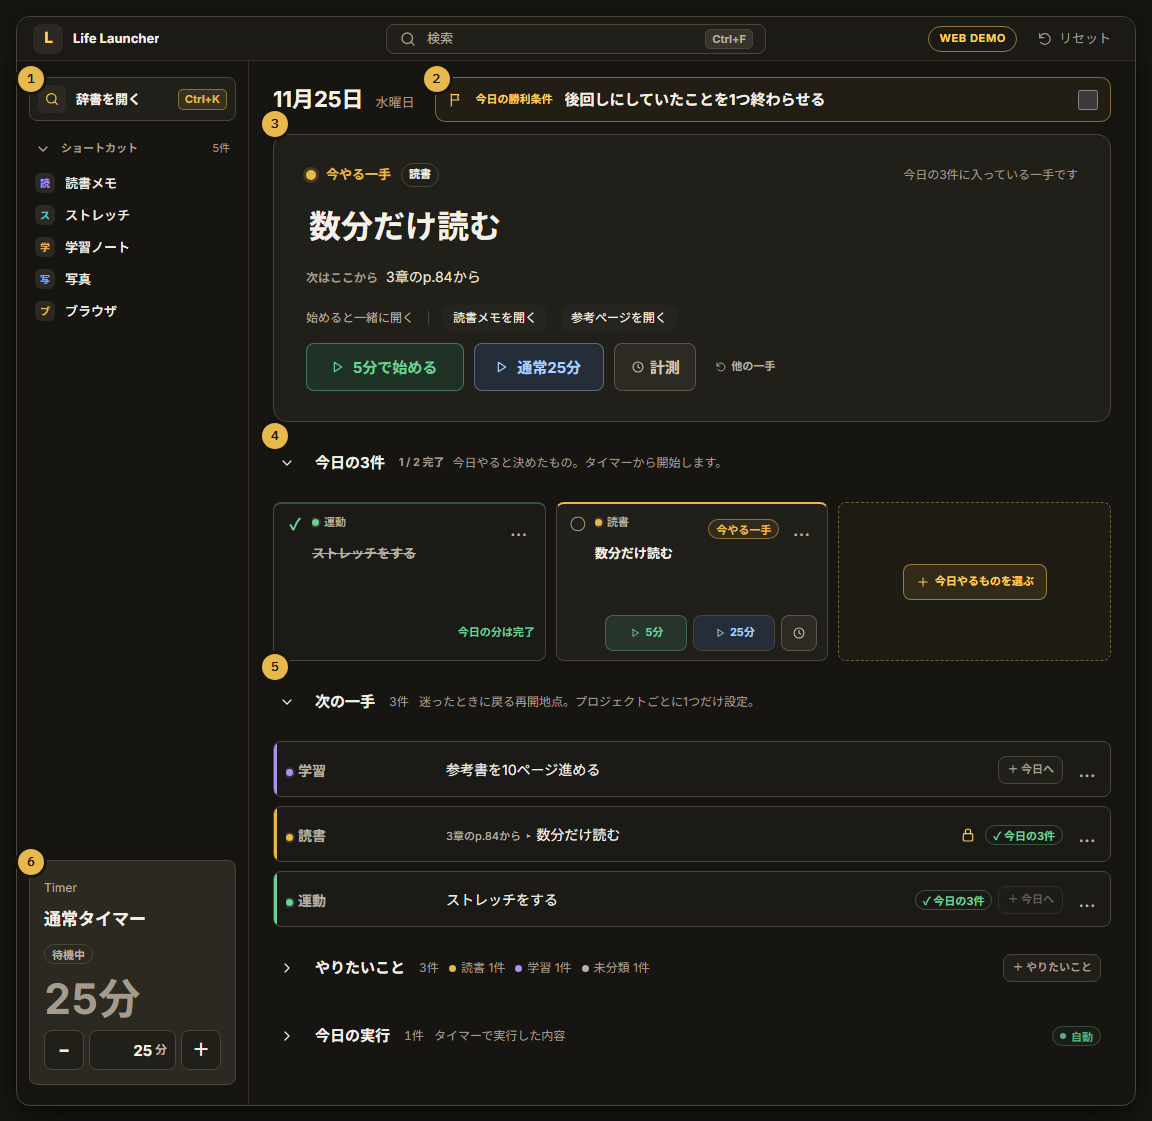 L Life Launcher
検索 Ctrl+F
WEB DEMO リセット
1
辞書を開く Ctrl+K
ショートカット 5件
読 読書メモ
ス ストレッチ
学 学習ノート
写 写真
ブ ブラウザ
11月25日 水曜日
2
今日の勝利条件 後回しにしていたことを1つ終わらせる
3
今やる一手 読書 今日の3件に入っている一手です
数分だけ読む
次はここから 3章のp.84から
始めると一緒に開く 読書メモを開く 参考ページを開く
5分で始める 通常25分 計測 他の一手
4
今日の3件 1 / 2 完了 今日やると決めたもの。タイマーから開始します。
運動 ...
ストレッチをする
今日の分は完了
読書 今やる一手 ...
数分だけ読む
5分 25分
+ 今日やるものを選ぶ
5
次の一手 3件 迷ったときに戻る再開地点。プロジェクトごとに1つだけ設定。
学習 参考書を10ページ進める + 今日へ ...
読書 3章のp.84から ▸ 数分だけ読む ✓今日の3件 ...
運動 ストレッチをする ✓今日の3件 + 今日へ ...
やりたいこと 3件 読書 1件 学習 1件 未分類 1件 + やりたいこと
今日の実行 1件 タイマーで実行した内容 自動
6
Timer
通常タイマー
待機中
25分
− 25 分 +